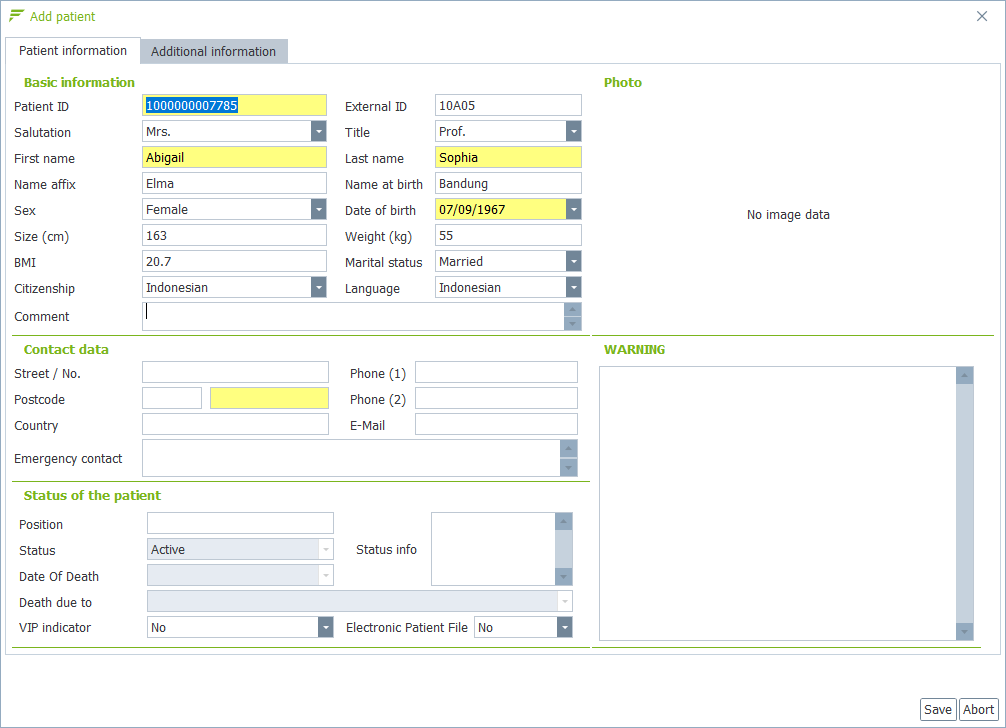 Add patient
Patient information Additional information
Basic information Photo
Patient ID 1000000007785 External ID 10A05
Salutation Mrs. Title Prof.
First name Abigail Last name Sophia
Name affix Elma Name at birth Bandung
Sex Female Date of birth 07/09/1967
No image data
Size (cm) 163 Weight (kg) 55
BMI 20.7 Marital status Married
Citizenship Indonesian Language Indonesian
Comment
Contact data WARNING
Street / No. Phone (1)
Postcode Phone (2)
Country E-Mail
Emergency contact
Status of the patient
Position
Status Active Status info
Date Of Death
Death due to
VIP indicator No Electronic Patient File No
Save Abort